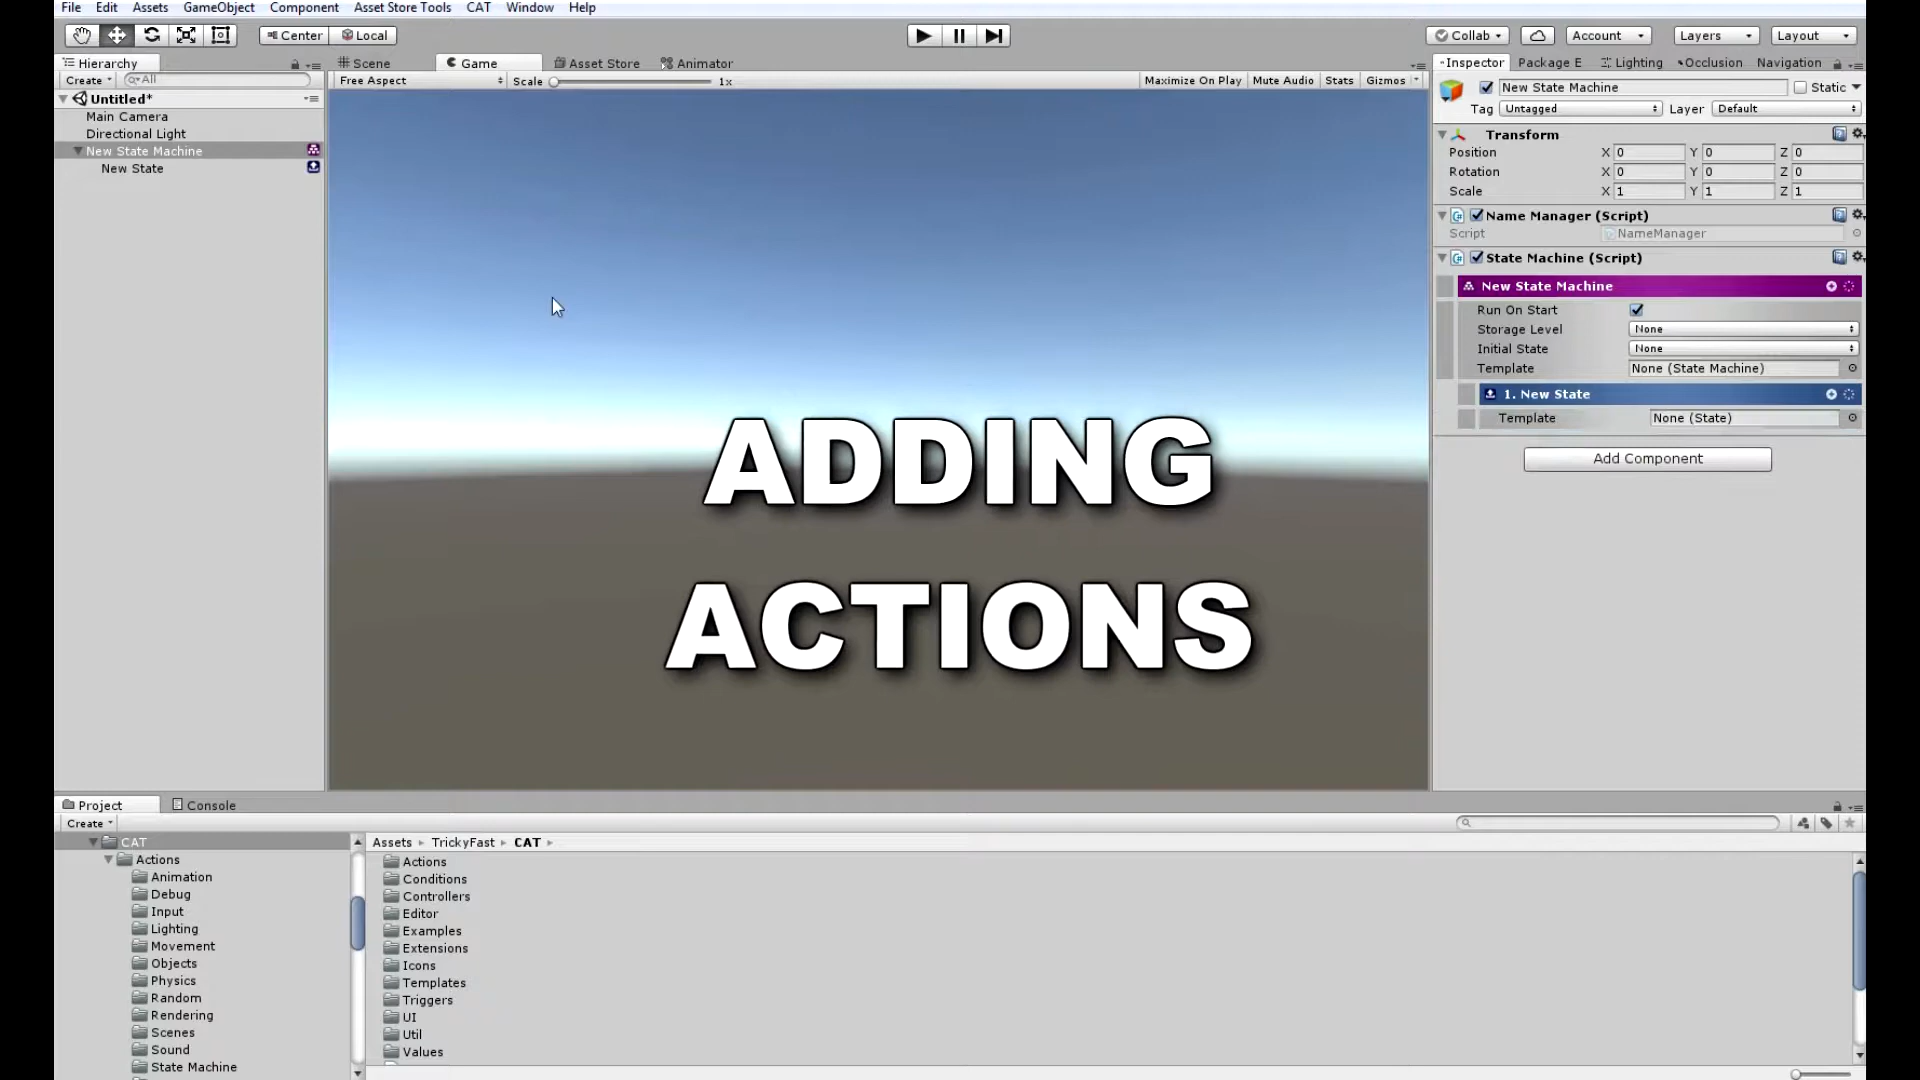 File Edit Assets GameObject Component Asset Store Tools CAT Window Help
Center Local Collab Account Layers Layout
Hierarchy
Create All
Untitled*
Main Camera
Directional Light
New State Machine
New State
Scene Game Asset Store Animator
Free Aspect Scale 1x Maximize On Play Mute Audio Stats Gizmos
ADDING
ACTIONS
Inspector Package E Lighting Occlusion Navigation
New State Machine Static
Tag Untagged Layer Default
Transform
Position X 0 Y 0 Z 0
Rotation X 0 Y 0 Z 0
Scale X 1 Y 1 Z 1
Name Manager (Script)
Script NameManager
State Machine (Script)
New State Machine
Run On Start
Storage Level None
Initial State None
Template None (State Machine)
1. New State
Template None (State)
Add Component
Project Console
Create
CAT
Actions
Animation
Debug
Input
Lighting
Movement
Objects
Physics
Random
Rendering
Scenes
Sound
State Machine
Assets TrickyFast CAT
Actions
Conditions
Controllers
Editor
Examples
Extensions
Icons
Templates
Triggers
UI
Util
Values